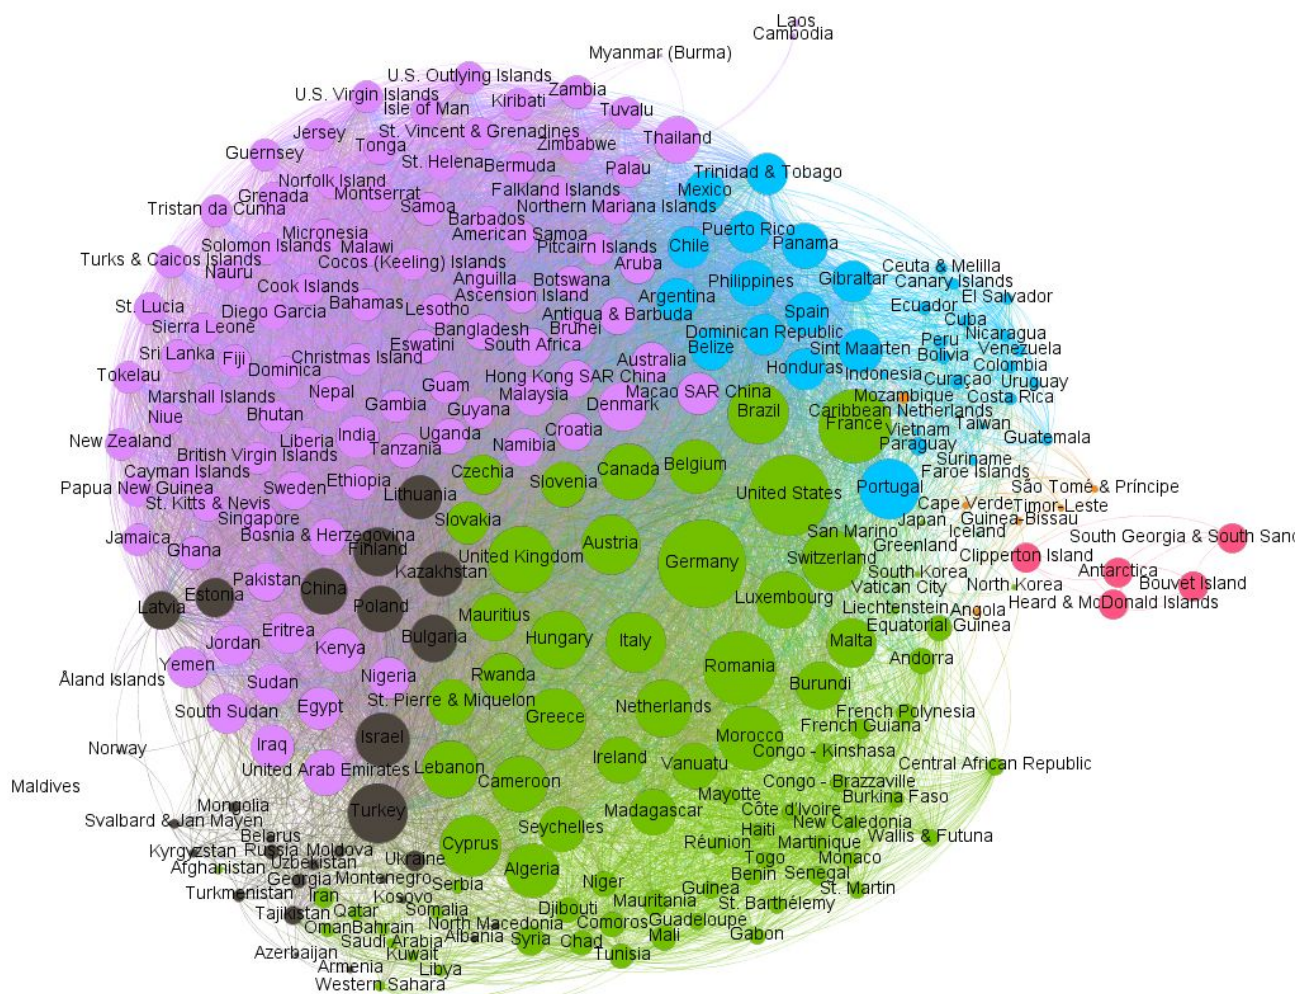 Laos
Cambodia
Myanmar (Burma)
U.S. Outlying Islands
Zambia
U.S. Virgin Islands
Isle of Man
Kiribati
Tuvalu
Jersey
St. Vincent & Grenadines
Thailand
Tonga
Zimbabwe
Guernsey
St. Helena
Bermuda
Palau
Trinidad & Tobago
Norfolk Island
Falkland Islands
Mexico
Grenada
Montserrat
Northern Mariana Islands
Tristan da Cunha
Samoa
Barbados
Micronesia
American Samoa
Puerto Rico
Panama
Solomon Islands
Malawi
Pitcairn Islands
Chile
Turks & Caicos Islands
Cocos (Keeling) Islands
Aruba
Nauru
Anguilla
Botswana
Philippines
Gibraltar
Ceuta & Melilla
Canary Islands
Cook Islands
Ascension Island
Argentina
El Salvador
St. Lucia
Diego Garcia
Bahamas
Lesotho
Antigua & Barbuda
Spain
Ecuador
Cuba
Sierra Leone
Bangladesh
Brunei
Dominican Republic
Nicaragua
Sri Lanka
Fiji
Christmas Island
Eswatini
South Africa
Belize
Sint Maarten
Peru
Venezuela
Tokelau
Dominica
Australia
Honduras
Indonesia
Bolivia
Colombia
Marshall Islands
Nepal
Guam
Hong Kong SAR China
Macao SAR China
Curaçao
Uruguay
Niue
Bhutan
Gambia
Guyana
Malaysia
Denmark
Brazil
Mozambique
Costa Rica
Caribbean Netherlands
France
New Zealand
Liberia
India
Uganda
Croatia
Vietnam
Taiwan
Guatemala
British Virgin Islands
Tanzania
Namibia
Paraguay
Cayman Islands
Ethiopia
Czechia
Slovenia
Canada
Belgium
Suriname
Papua New Guinea
Sweden
Faroe Islands
St. Kitts & Nevis
Lithuania
United States
Portugal
São Tomé & Príncipe
Singapore
Slovakia
Cape Verde
Timor-Leste
Jamaica
Bosnia & Herzegovina
Japan
Guinea-Bissau
Ghana
Finland
United Kingdom
Austria
San Marino
Iceland
South Georgia & South Sand
Greenland
Pakistan
Kazakhstan
Germany
Switzerland
Clipperton Island
Estonia
China
South Korea
Antarctica
Latvia
Poland
Mauritius
Luxembourg
Vatican City
North Korea
Bouvet Island
Jordan
Eritrea
Bulgaria
Hungary
Italy
Liechtenstein
Angola
Heard & McDonald Islands
Kenya
Malta
Equatorial Guinea
Yemen
Nigeria
Rwanda
Romania
Andorra
Åland Islands
Sudan
St. Pierre & Miquelon
Burundi
South Sudan
Egypt
Greece
Netherlands
French Polynesia
French Guiana
Norway
Iraq
Israel
Morocco
Congo - Kinshasa
United Arab Emirates
Lebanon
Cameroon
Ireland
Vanuatu
Central African Republic
Maldives
Congo - Brazzaville
Mongolia
Turkey
Madagascar
Mayotte
Burkina Faso
Svalbard & Jan Mayen
Côte d'Ivoire
New Caledonia
Belarus
Seychelles
Haiti
Wallis & Futuna
Kyrgyzstan
Russia
Moldova
Cyprus
Réunion
Martinique
Afghanistan
Uzbekistan
Ukraine
Togo
Monaco
Georgia
Montenegro
Serbia
Algeria
Niger
Benin
Senegal
Turkmenistan
Iran
Kosovo
Guinea
St. Martin
Tajikistan
Qatar
Somalia
Djibouti
Mauritania
St. Barthélemy
Oman
Bahrain
North Macedonia
Comoros
Guadeloupe
Azerbaijan
Saudi Arabia
Albania
Syria
Chad
Mali
Gabon
Kuwait
Tunisia
Armenia
Libya
Western Sahara